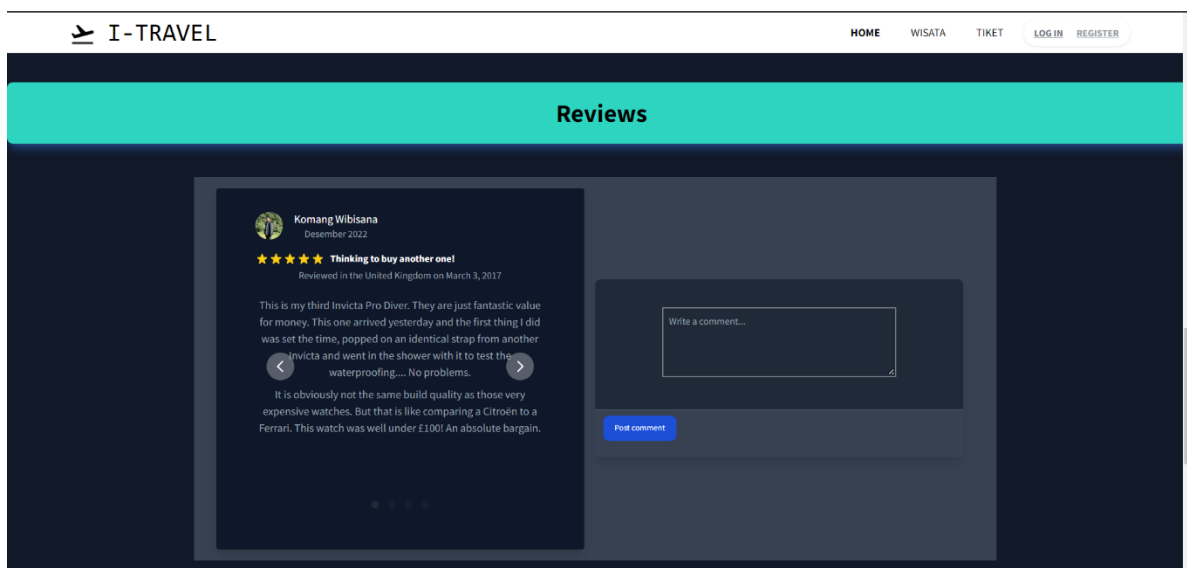 I-TRAVEL
HOME WISATA TIKET LOG IN REGISTER
Reviews
Komang Wibisana
Desember 2022
Thinking to buy another one!
Reviewed in the United Kingdom on March 3, 2017
This is my third Invicta Pro Diver. They are just fantastic value
for money. This one arrived yesterday and the first thing I did
was set the time, popped on an identical strap from another
Invicta and went in the shower with it to test the
waterproofing.... No problems.
It is obviously not the same build quality as those very
expensive watches. But that is like comparing a Citroën to a
Ferrari. This watch was well under £100! An absolute bargain.
Write a comment...
Post comment